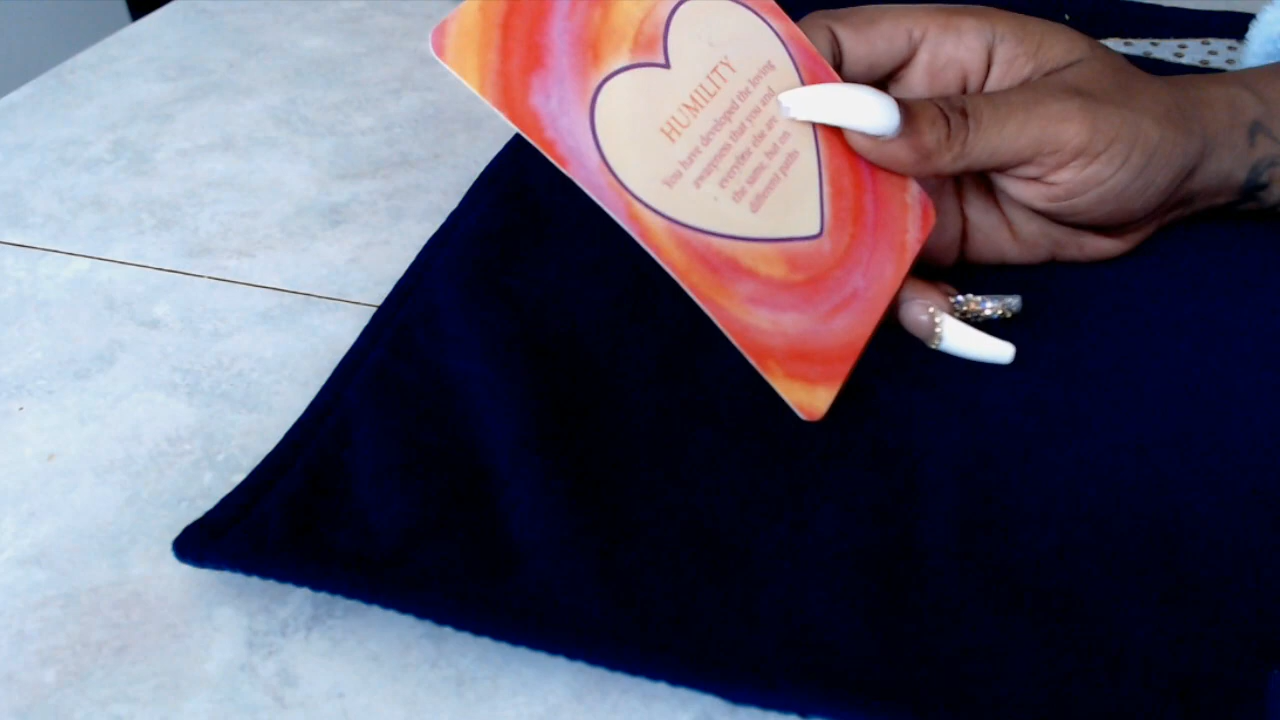 HUMILITY
You have developed the loving
awareness that you and
everyone else are
the same, but on
different paths